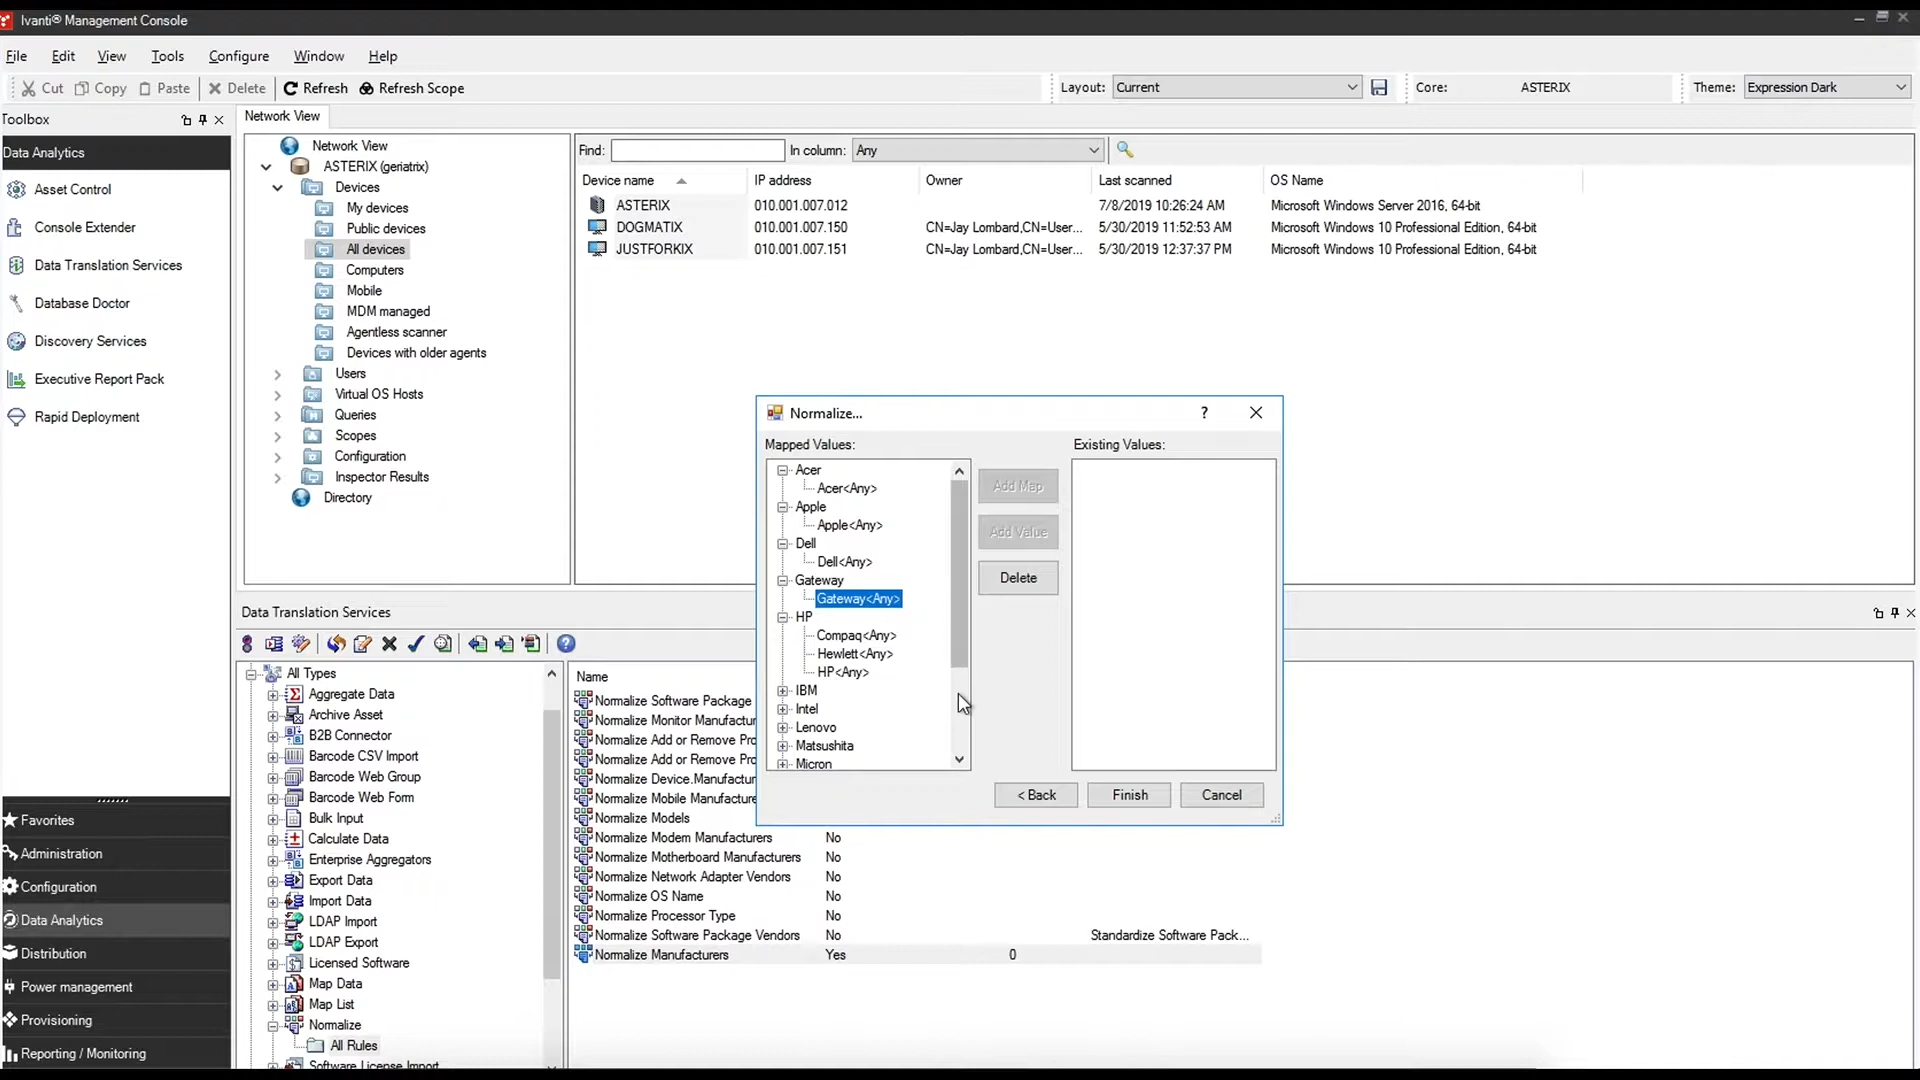 Ivanti® Management Console
File Edit View Tools Configure Window Help
Cut Copy Paste Delete Refresh Refresh Scope Layout: Current Core: ASTERIX Theme: Expression Dark
Toolbox
Data Analytics
Asset Control
Console Extender
Data Translation Services
Database Doctor
Discovery Services
Executive Report Pack
Rapid Deployment
Favorites
Administration
Configuration
Data Analytics
Distribution
Power management
Provisioning
Reporting / Monitoring
Network View
Network View
ASTERIX (geriatrix)
Devices
My devices
Public devices
All devices
Computers
Mobile
MDM managed
Agentless scanner
Devices with older agents
Users
Virtual OS Hosts
Queries
Scopes
Configuration
Inspector Results
Directory
Find: In column: Any
Device name IP address Owner Last scanned OS Name
ASTERIX 010.001.007.012 7/8/2019 10:26:24 AM Microsoft Windows Server 2016, 64-bit
DOGMATIX 010.001.007.150 CN=Jay Lombard,CN=User... 5/30/2019 11:52:53 AM Microsoft Windows 10 Professional Edition, 64-bit
JUSTFORKIX 010.001.007.151 CN=Jay Lombard,CN=User... 5/30/2019 12:37:37 PM Microsoft Windows 10 Professional Edition, 64-bit
Data Translation Services
All Types
Aggregate Data
Archive Asset
B2B Connector
Barcode CSV Import
Barcode Web Group
Barcode Web Form
Bulk Input
Calculate Data
Enterprise Aggregators
Export Data
Import Data
LDAP Import
LDAP Export
Licensed Software
Map Data
Map List
Normalize
All Rules
Software License Import
Name
Normalize Software Package
Normalize Monitor Manufactur
Normalize Add or Remove Pro
Normalize Add or Remove Pro
Normalize Device.Manufactur
Normalize Mobile Manufacture
Normalize Models
Normalize Modem Manufacturers No
Normalize Motherboard Manufacturers No
Normalize Network Adapter Vendors No
Normalize OS Name No
Normalize Processor Type No
Normalize Software Package Vendors No Standardize Software Pack...
Normalize Manufacturers Yes 0
Normalize...
?
Mapped Values: Existing Values:
Acer
Acer<Any>
Apple
Apple<Any>
Dell
Dell<Any>
Gateway
Gateway<Any>
HP
Compaq<Any>
Hewlett<Any>
HP<Any>
IBM
Intel
Lenovo
Matsushita
Micron
Add Map
Add Value
Delete
< Back Finish Cancel